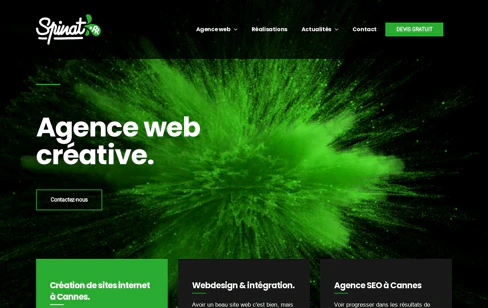 Spinat
Agence web
Réalisations
Actualités
Contact
DEVIS GRATUIT
Agence web
créative.
Contactez-nous
Création de sites internet
à Cannes.
Webdesign & intégration.
Agence SEO à Cannes
Avoir un beau site web c'est bien, mais
Voir progresser dans les résultats de